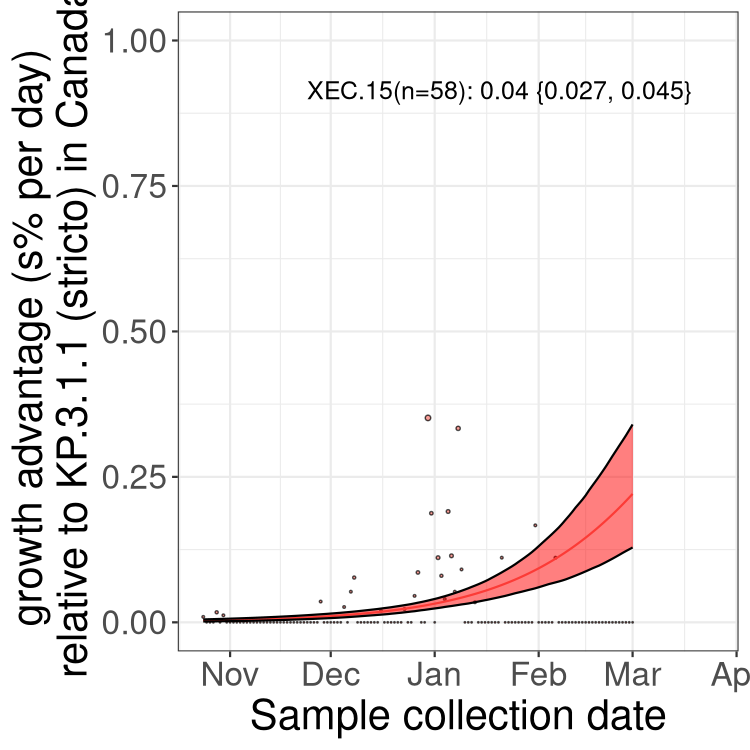 growth advantage (s% per day)
relative to KP.3.1.1 (stricto) in Canada
1.00
0.75
0.50
0.25
0.00
XEC.15(n=58): 0.04 {0.027, 0.045}
Nov Dec Jan Feb Mar Ap
Sample collection date